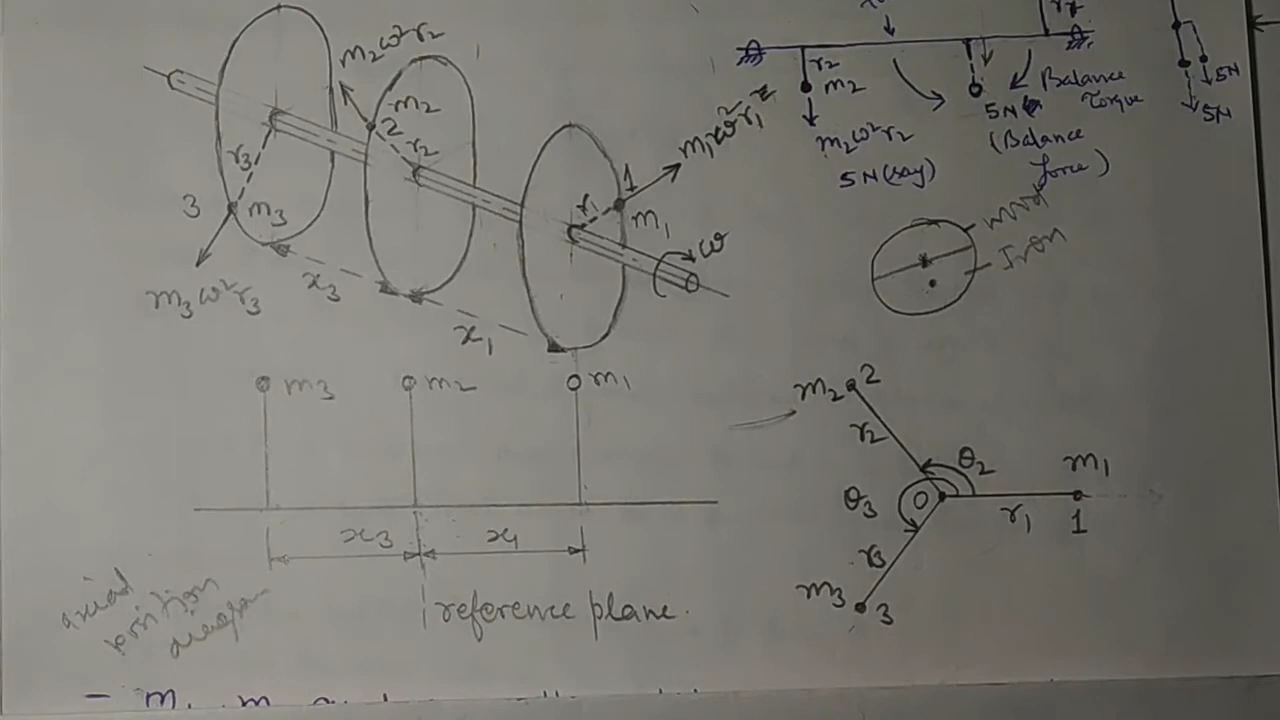 m₂ω²r₂
m₂
2
r₂
r₃
3
m₃
m₃ω²r₃
x₃
x₁
r₁
1
m₁
m₁ω²r₁
ω
r₂
m₂
m₂ω²r₂
5N (say)
5N
(Balance
force)
Balance
Torque
5N
5N
Iron
m₃
m₂
m₁
x₃
x₁
reference plane.
axial
position
m₂ 2
r₂
θ₂
m₁
θ₃
O
r₁
1
r₃
m₃
3